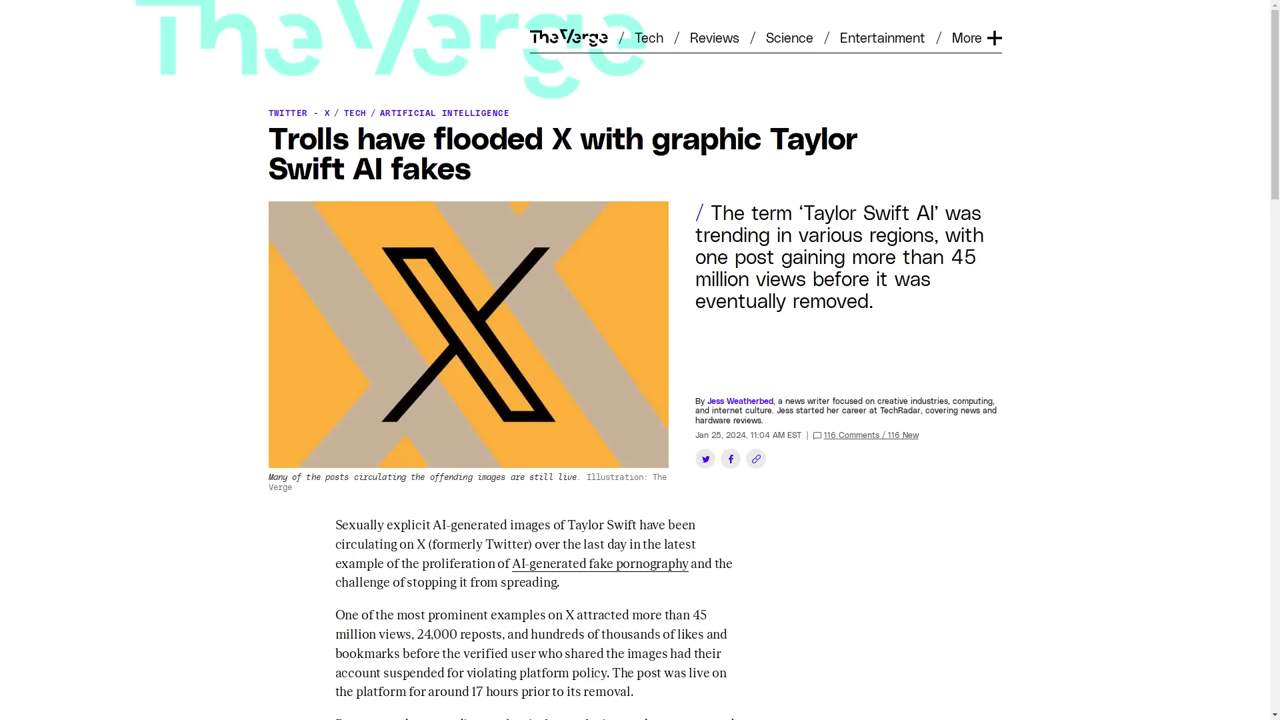 The Verge
The Verge / Tech / Reviews / Science / Entertainment / More +
TWITTER - X / TECH / ARTIFICIAL INTELLIGENCE
Trolls have flooded X with graphic Taylor
Swift AI fakes
/ The term ‘Taylor Swift AI’ was
trending in various regions, with
one post gaining more than 45
million views before it was
eventually removed.
By Jess Weatherbed, a news writer focused on creative industries, computing,
and internet culture. Jess started her career at TechRadar, covering news and
hardware reviews.
Jan 25, 2024, 11:04 AM EST | 116 Comments / 116 New
Many of the posts circulating the offending images are still live. Illustration: The
Verge
Sexually explicit AI-generated images of Taylor Swift have been
circulating on X (formerly Twitter) over the last day in the latest
example of the proliferation of AI-generated fake pornography and the
challenge of stopping it from spreading.
One of the most prominent examples on X attracted more than 45
million views, 24,000 reposts, and hundreds of thousands of likes and
bookmarks before the verified user who shared the images had their
account suspended for violating platform policy. The post was live on
the platform for around 17 hours prior to its removal.